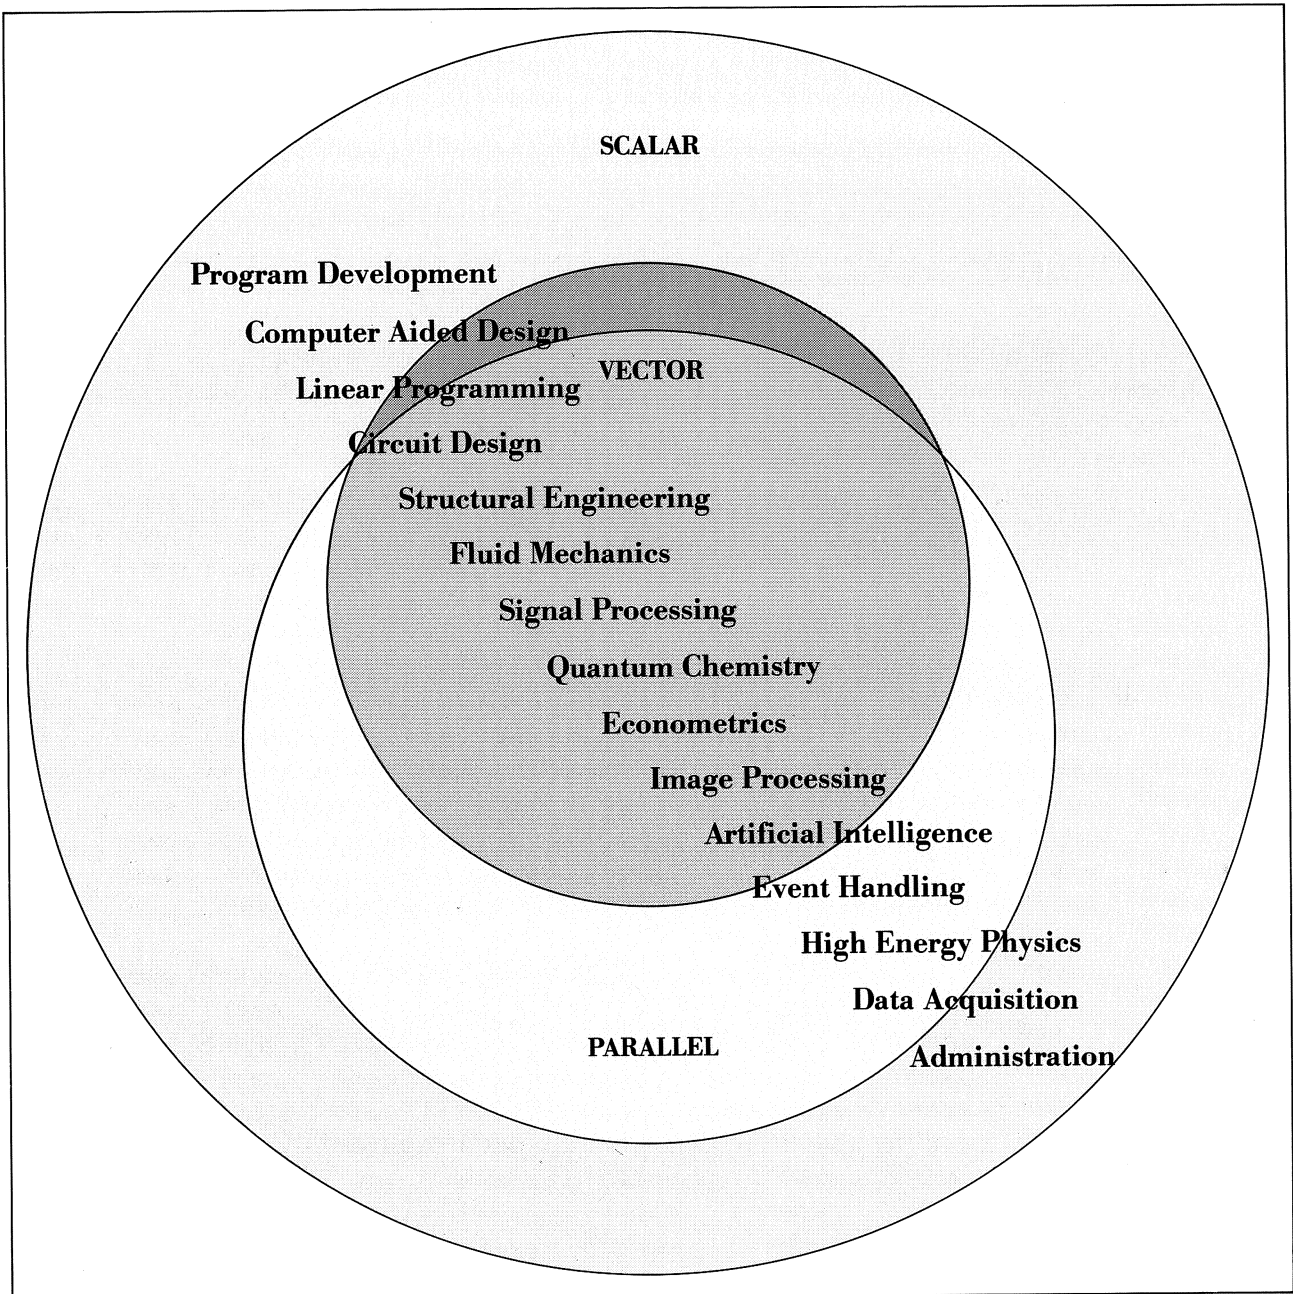 SCALAR
Program Development
Computer Aided Design
VECTOR
Linear Programming
Circuit Design
Structural Engineering
Fluid Mechanics
Signal Processing
Quantum Chemistry
Econometrics
Image Processing
Artificial Intelligence
Event Handling
High Energy Physics
Data Acquisition
PARALLEL
Administration